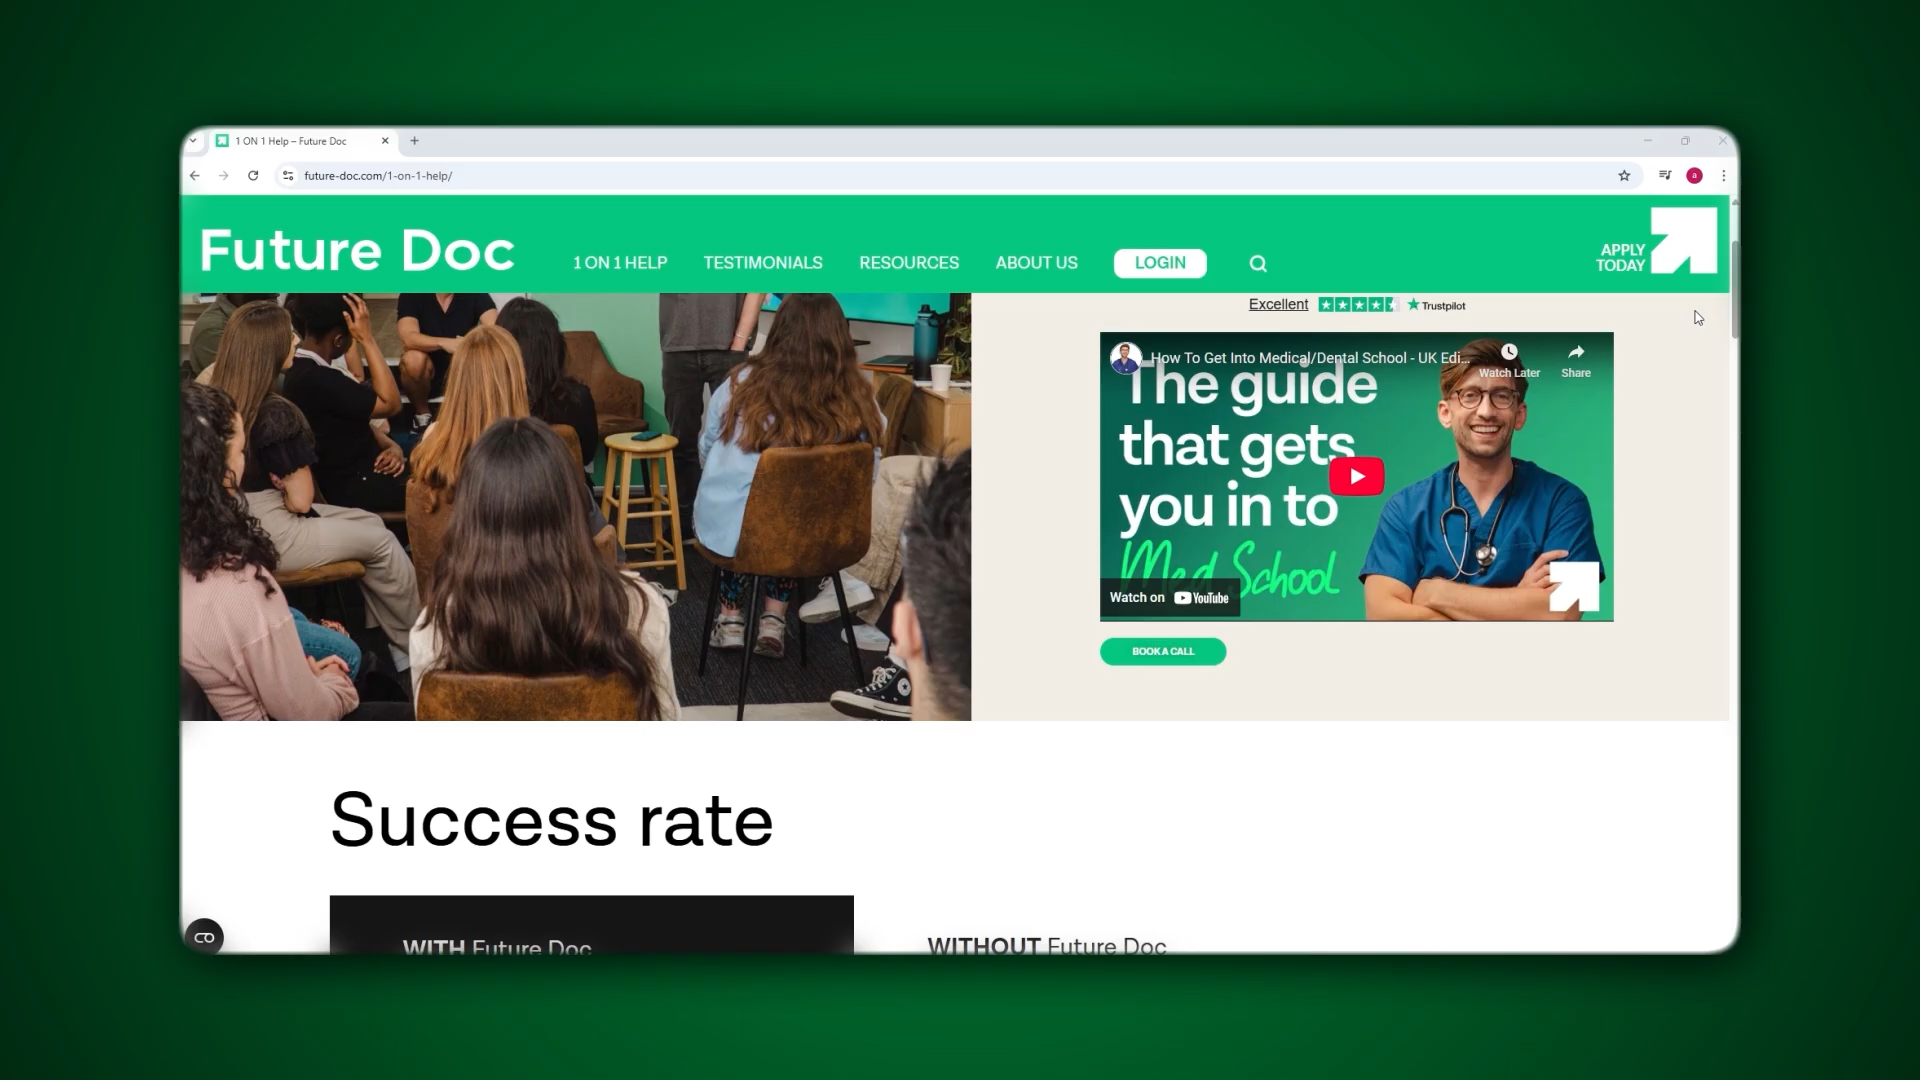 1 ON 1 Help – Future Doc
future-doc.com/1-on-1-help/
a
Future Doc
1 ON 1 HELP
TESTIMONIALS
RESOURCES
ABOUT US
LOGIN
APPLY
TODAY
Excellent
Trustpilot
How To Get Into Medical/Dental School - UK Edi...
Watch Later
Share
The guide
that gets
you in to
Med School
Watch on YouTube
BOOK A CALL
Success rate
WITH Future Doc
WITHOUT Future Doc